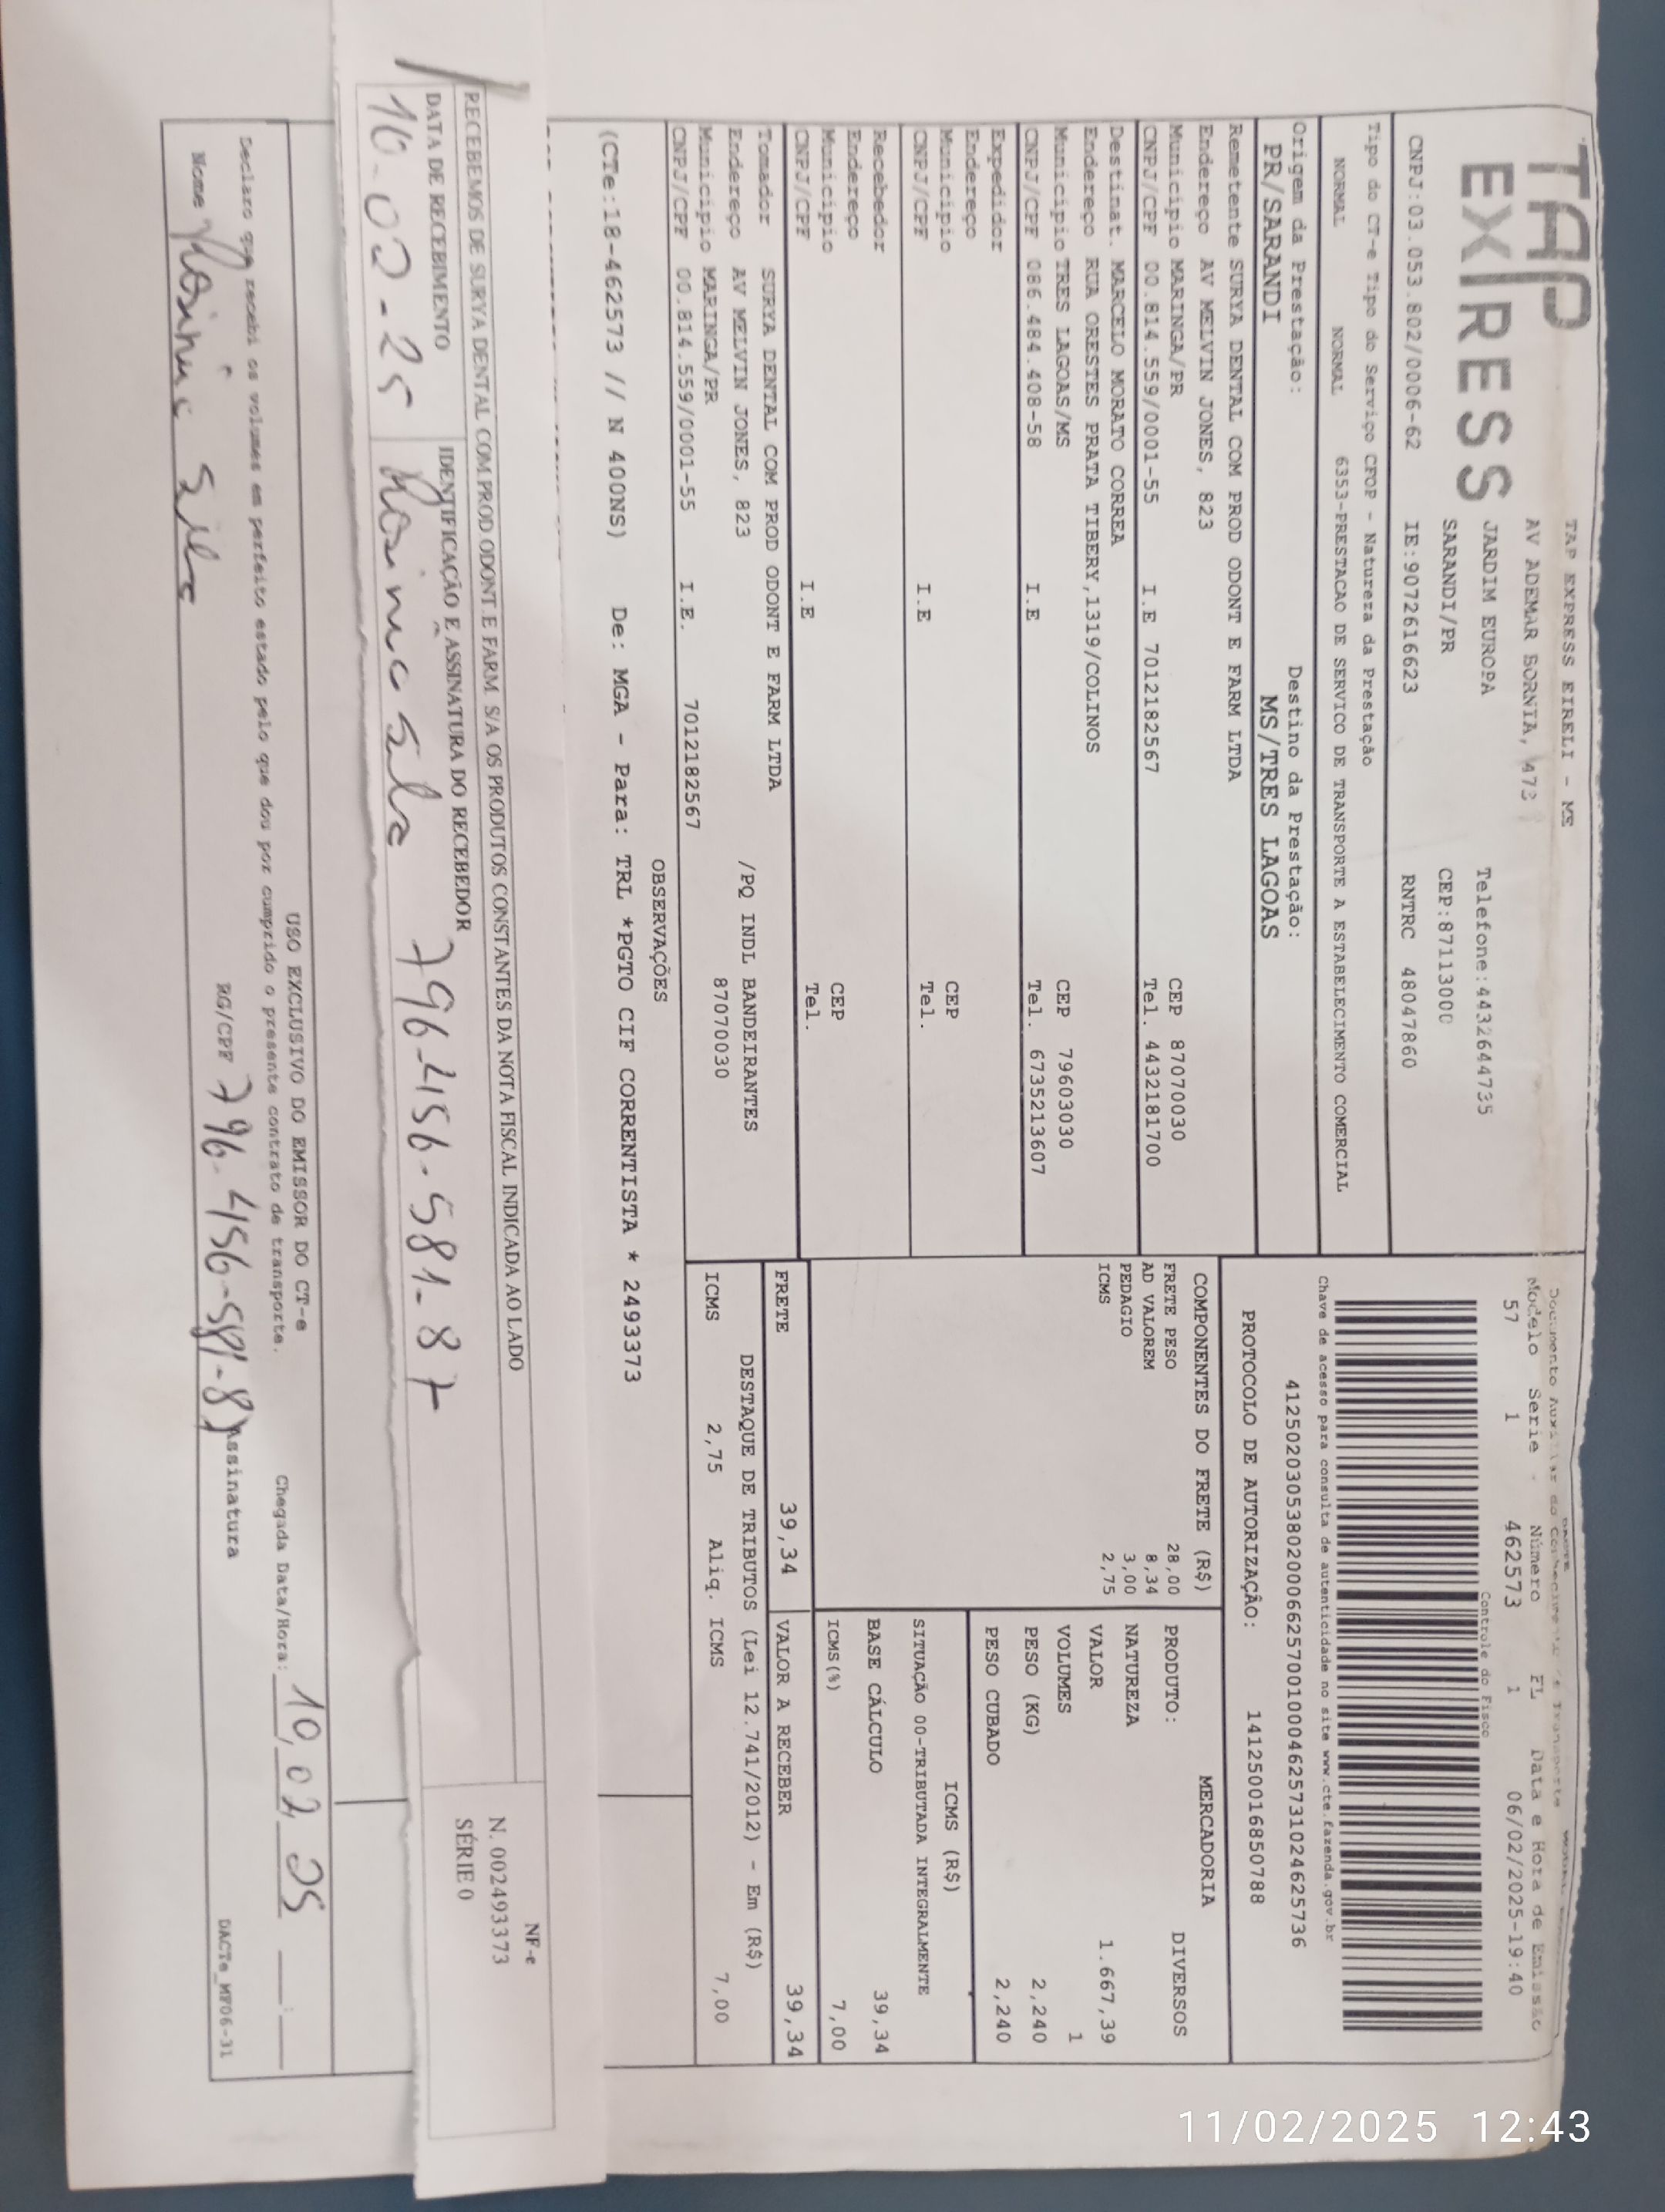 TAP
EXPRESS
TAP EXPRESS EIRELI - ME
AV ADEMAR BORNIA, 473
JARDIM EUROPA Telefone:4432644735
SARANDI/PR CEP:87113000
CNPJ:03.053.802/0006-62 IE:9072616623 RNTRC 48047860
Documento Auxiliar do Conhecimento de Transporte
Modelo Serie Número FL Data e Hora de Emissão
57 1 462573 1 06/02/2025-19:40
Controle do Fisco
Tipo do CT-e Tipo do Serviço CFOP - Natureza da Prestação
NORMAL NORMAL 6353-PRESTACAO DE SERVICO DE TRANSPORTE A ESTABELECIMENTO COMERCIAL
Chave de acesso para consulta de autenticidade no site www.cte.fazenda.gov.br
41250203053802000662570010004625731024625736
Origem da Prestação: Destino da Prestação:
PR/SARANDI MS/TRES LAGOAS
PROTOCOLO DE AUTORIZAÇÃO: 141250016850788
Remetente SURYA DENTAL COM PROD ODONT E FARM LTDA
Endereço AV MELVIN JONES, 823
Municipio MARINGA/PR CEP 87070030
CNPJ/CPF 00.814.559/0001-55 I.E 7012182567 Tel. 4432181700
Destinat. MARCELO MORATO CORREA
Endereço RUA ORESTES PRATA TIBERY,1319/COLINOS
Municipio TRES LAGOAS/MS CEP 79603030
CNPJ/CPF 086.484.408-58 I.E Tel. 6735213607
Expedidor
Endereço
Municipio CEP
CNPJ/CPF I.E Tel.
Recebedor
Endereço
Municipio CEP
CNPJ/CPF I.E Tel.
Tomador SURYA DENTAL COM PROD ODONT E FARM LTDA
Endereço AV MELVIN JONES, 823 /PQ INDL BANDEIRANTES
Municipio MARINGA/PR 87070030
CNPJ/CPF 00.814.559/0001-55 I.E. 7012182567
COMPONENTES DO FRETE (R$)
FRETE PESO 28,00
AD VALOREM 8,34
PEDAGIO 3,00
ICMS 2,75
MERCADORIA
PRODUTO: DIVERSOS
NATUREZA
VALOR 1.667,39
VOLUMES 1
PESO (KG) 2,240
PESO CUBADO 2,240
ICMS (R$)
SITUAÇÃO 00-TRIBUTADA INTEGRALMENTE
BASE CÁLCULO 39,34
ICMS(%) 7,00
FRETE 39,34 VALOR A RECEBER 39,34
DESTAQUE DE TRIBUTOS (Lei 12.741/2012) - Em (R$)
ICMS 2,75 Aliq. ICMS 7,00
OBSERVAÇÕES
(CTe:18-462573 // N 400NS) De: MGA - Para: TRL *PGTO CIF CORRENTISTA * 2493373
RECEBEMOS DE SURYA DENTAL COM PROD ODONT E FARM S/A OS PRODUTOS CONSTANTES DA NOTA FISCAL INDICADA AO LADO
DATA DE RECEBIMENTO IDENTIFICAÇÃO E ASSINATURA DO RECEBEDOR
10-02-25 796-456-581-87
NF-e
N. 002493373
SÉRIE 0
USO EXCLUSIVO DO EMISSOR DO CT-e
Declaro que recebi os volumes em perfeito estado pelo que dou por cumprido o presente contrato de transporte. Chegada Data/Hora: 10,02,25
Nome Silva RG/CPF 796-456-581-87 Assinatura
DACTe_MF06-31
11/02/2025 12:43